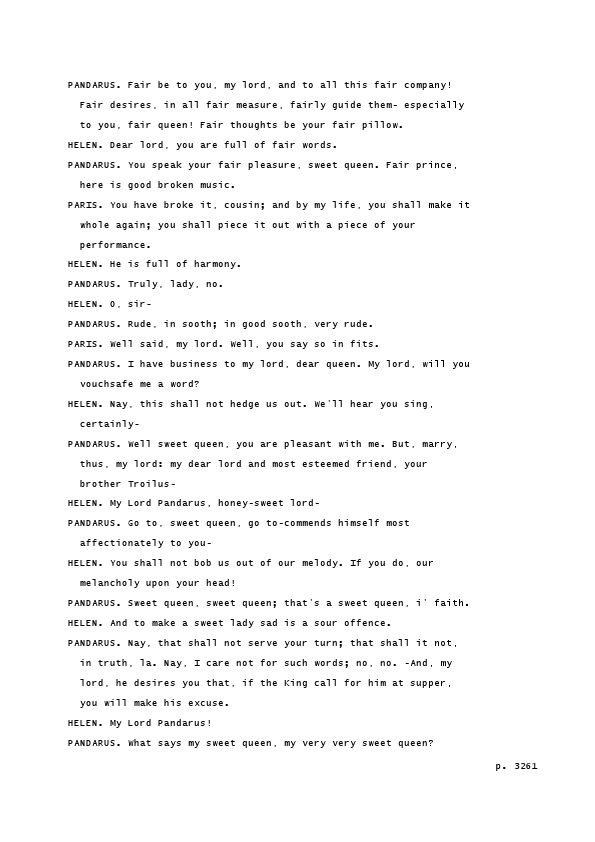 PANDARUS. Fair be to you, my lord, and to all this fair company!
Fair desires, in all fair measure, fairly guide them- especially
to you, fair queen! Fair thoughts be your fair pillow.
HELEN. Dear lord, you are full of fair words.
PANDARUS. You speak your fair pleasure, sweet queen. Fair prince,
here is good broken music.
PARIS. You have broke it, cousin; and by my life, you shall make it
whole again; you shall piece it out with a piece of your
performance.
HELEN. He is full of harmony.
PANDARUS. Truly, lady, no.
HELEN. O, sir-
PANDARUS. Rude, in sooth; in good sooth, very rude.
PARIS. Well said, my lord. Well, you say so in fits.
PANDARUS. I have business to my lord, dear queen. My lord, will you
vouchsafe me a word?
HELEN. Nay, this shall not hedge us out. We'll hear you sing,
certainly-
PANDARUS. Well sweet queen, you are pleasant with me. But, marry,
thus, my lord: my dear lord and most esteemed friend, your
brother Troilus-
HELEN. My Lord Pandarus, honey-sweet lord-
PANDARUS. Go to, sweet queen, go to-commends himself most
affectionately to you-
HELEN. You shall not bob us out of our melody. If you do, our
melancholy upon your head!
PANDARUS. Sweet queen, sweet queen; that's a sweet queen, i' faith.
HELEN. And to make a sweet lady sad is a sour offence.
PANDARUS. Nay, that shall not serve your turn; that shall it not,
in truth, la. Nay, I care not for such words; no, no. -And, my
lord, he desires you that, if the King call for him at supper,
you will make his excuse.
HELEN. My Lord Pandarus!
PANDARUS. What says my sweet queen, my very very sweet queen?
p. 3261